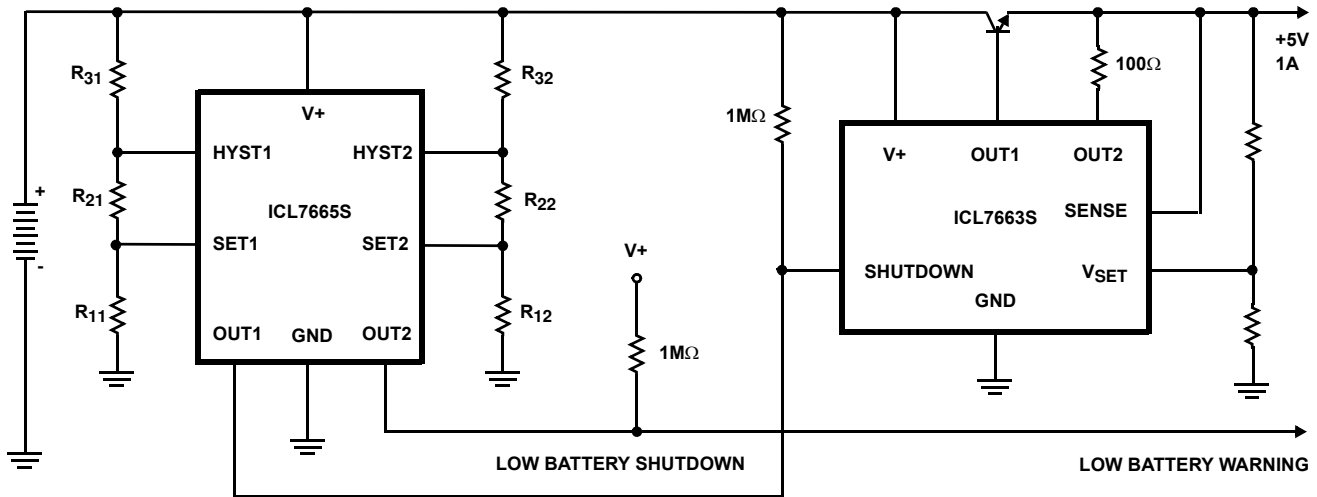 R31
R32
V+
HYST1
HYST2
R21
ICL7665S
R22
SET1
SET2
R11
R12
OUT1
GND
OUT2
+
-
V+
1MΩ
1MΩ
V+
OUT1
OUT2
100Ω
+5V
1A
SENSE
ICL7663S
SHUTDOWN
VSET
GND
LOW BATTERY SHUTDOWN
LOW BATTERY WARNING